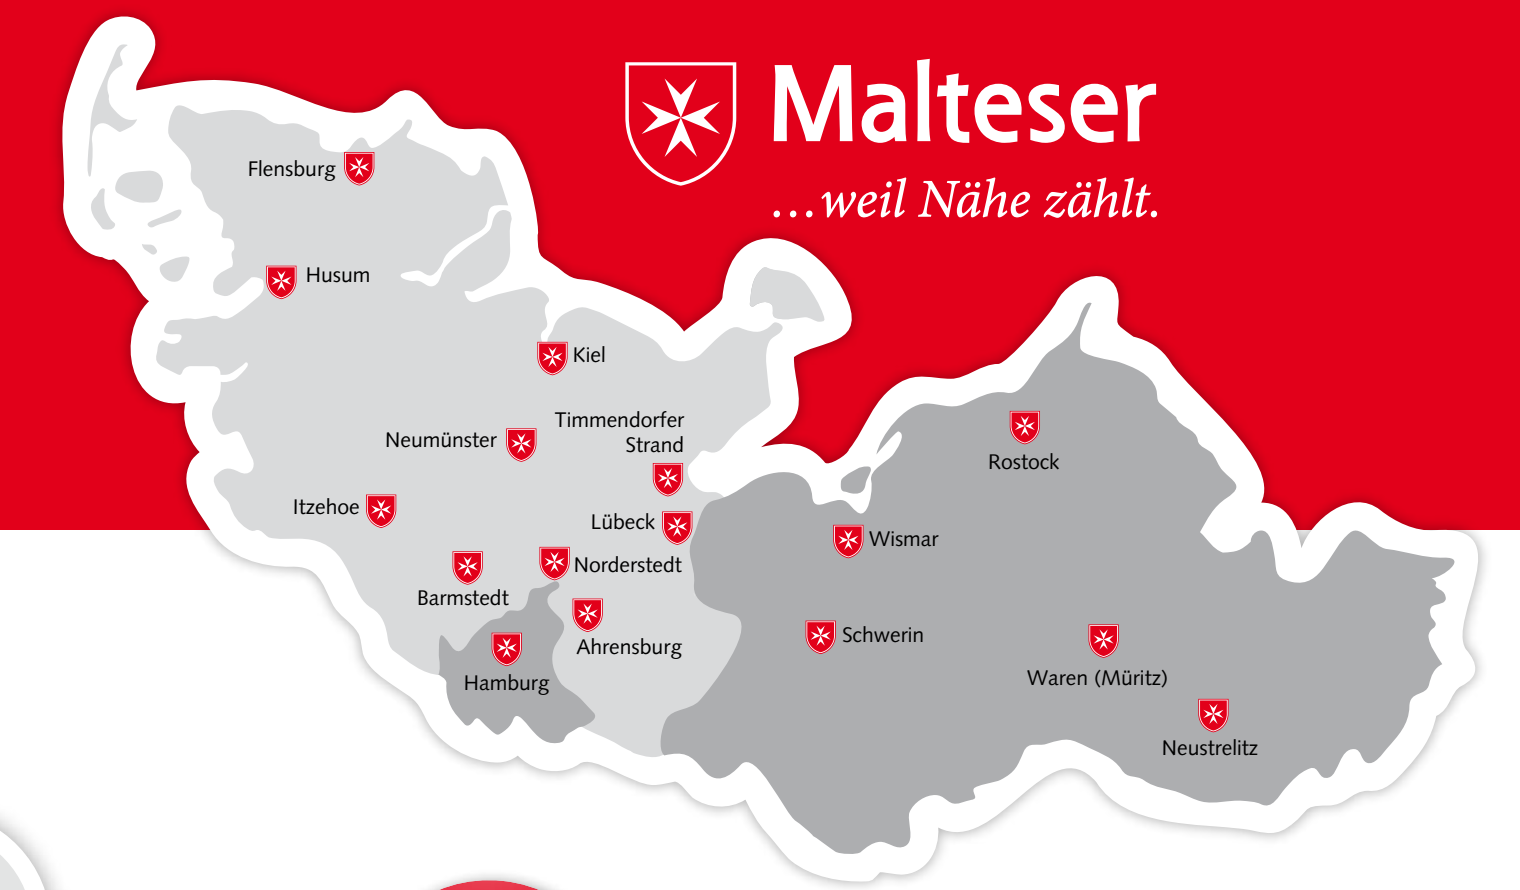 Malteser
...weil Nähe zählt.
Flensburg
Husum
Kiel
Timmendorfer
Strand
Neumünster
Rostock
Itzehoe
Lübeck
Wismar
Norderstedt
Barmstedt
Schwerin
Ahrensburg
Waren (Müritz)
Hamburg
Neustrelitz